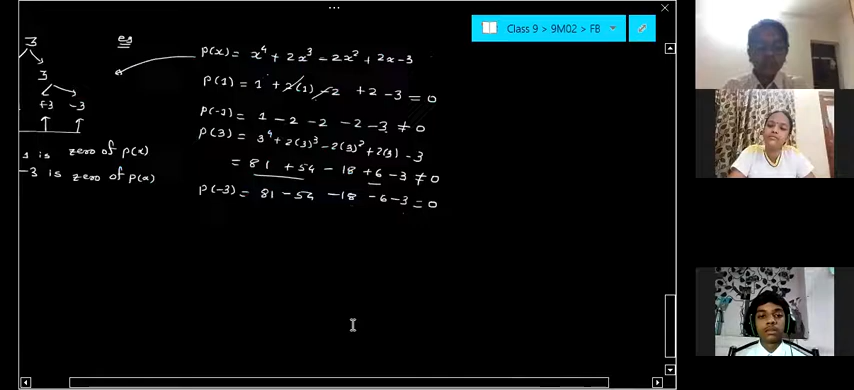 Class 9 > 9M02 > FB
3
eg
p(x) = x⁴ + 2x³ - 2x² + 2x - 3
3
p(1) = 1 + 2(1) - 2 + 2 - 3 = 0
+3 -3
p(-1) = 1 - 2 - 2 - 2 - 3 ≠ 0
p(3) = 3⁴ + 2(3)³ - 2(3)² + 2(3) - 3
1 is zero of p(x)
= 81 + 54 - 18 + 6 - 3 ≠ 0
-3 is zero of p(x)
p(-3) = 81 - 54 - 18 - 6 - 3 = 0